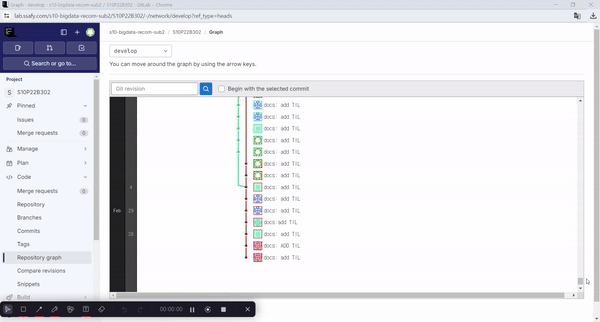 Graph · develop · s10-bigdata-recom-sub2 / S10P22B302 · GitLab - Chrome
lab.ssafy.com/s10-bigdata-recom-sub2/S10P22B302/-/network/develop?ref_type=heads
s10-bigdata-recom-sub2 / S10P22B302 / Graph
develop
You can move around the graph by using the arrow keys.
Search or go to...
Project
S S10P22B302
Pinned
Issues 0
Merge requests 0
Manage
Plan
Code
Merge requests 0
Repository
Branches
Commits
Tags
Repository graph
Compare revisions
Snippets
Build
Git revision
Begin with the selected commit
docs: add TIL
docs: add TIL
docs: add TIL
docs: add TIL
docs: add TIL
docs: add TIL
docs: add TIL
4 docs: add TIL
docs: add TIL
Feb 29 docs: add TIL
docs:add TIL
28 docs: add TIL
docs: ADD TIL
docs: add TIL
00:00:00